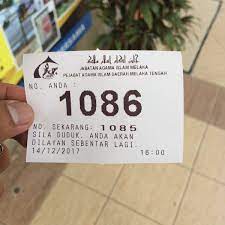 JABATAN AGAMA ISLAM MELAKA
PEJABAT AGAMA ISLAM DAERAH MELAKA TENGAH
NO. ANDA :
1086
NO. SEKARANG: 1085
SILA DUDUK. ANDA AKAN
DILAYAN SEBENTAR LAGI.
14/12/2017 16:00